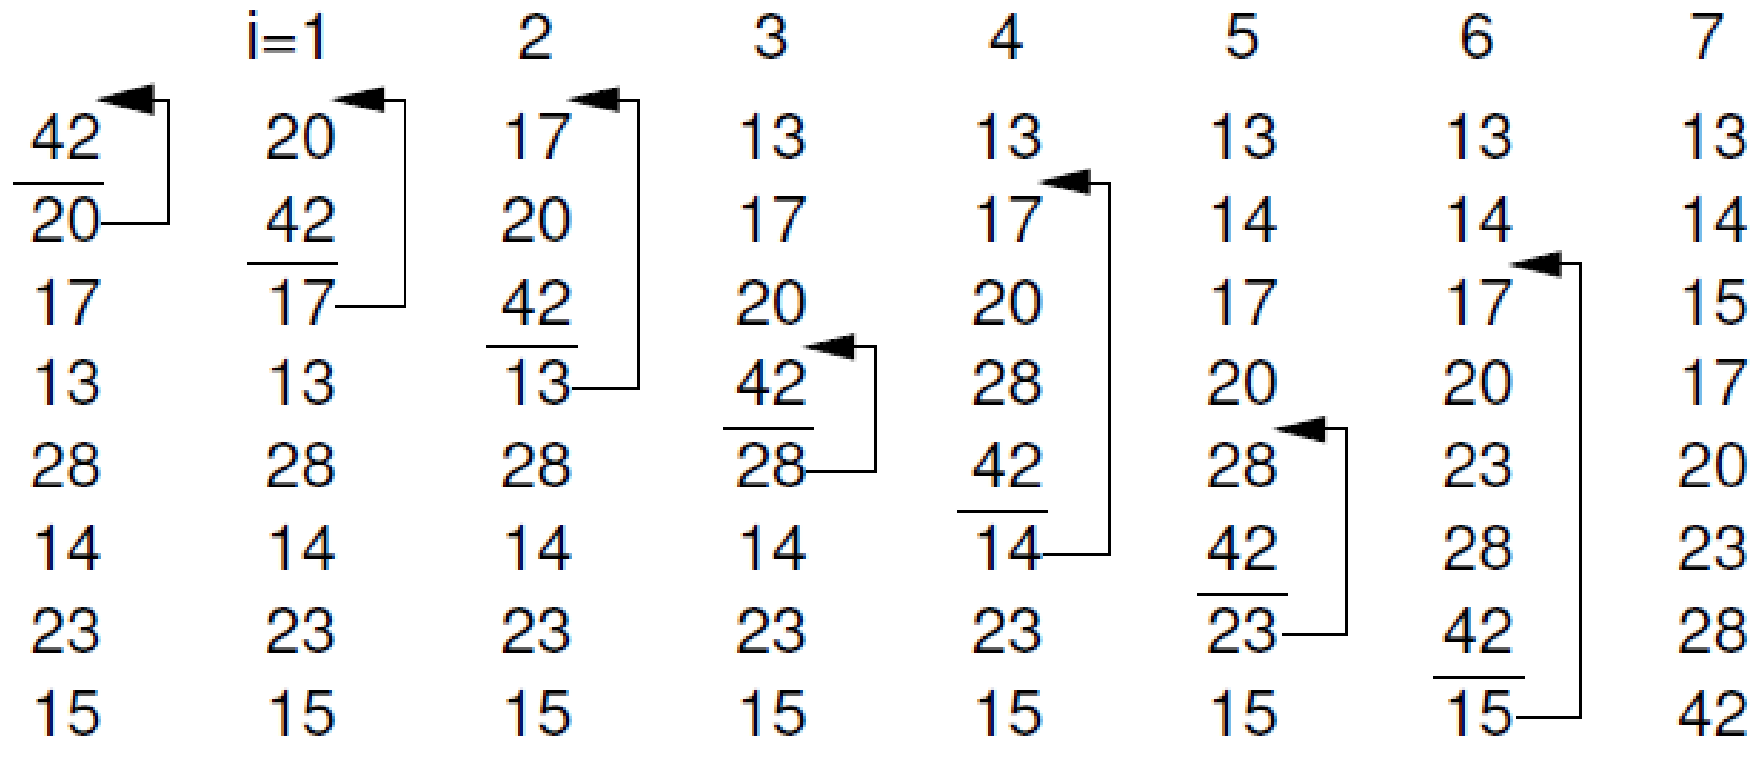 i=1 2 3 4 5 6 7
42 20 17 13 13 13 13 13
20 42 20 17 17 14 14 14
17 17 42 20 20 17 17 15
13 13 13 42 28 20 20 17
28 28 28 28 42 28 23 20
14 14 14 14 14 42 28 23
23 23 23 23 23 23 42 28
15 15 15 15 15 15 15 42